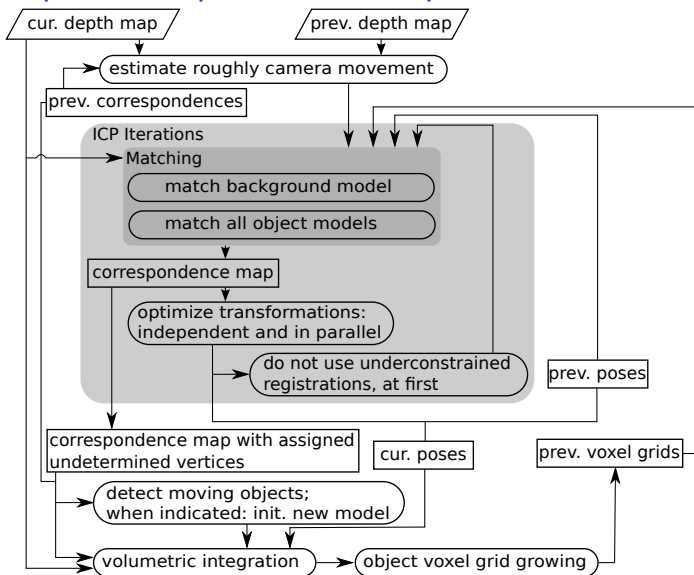 cur. depth map
prev. depth map
estimate roughly camera movement
prev. correspondences
ICP Iterations
Matching
match background model
match all object models
correspondence map
optimize transformations:
independent and in parallel
do not use underconstrained
registrations, at first
prev. poses
correspondence map with assigned
undetermined vertices
cur. poses
prev. voxel grids
detect moving objects;
when indicated: init. new model
volumetric integration
object voxel grid growing